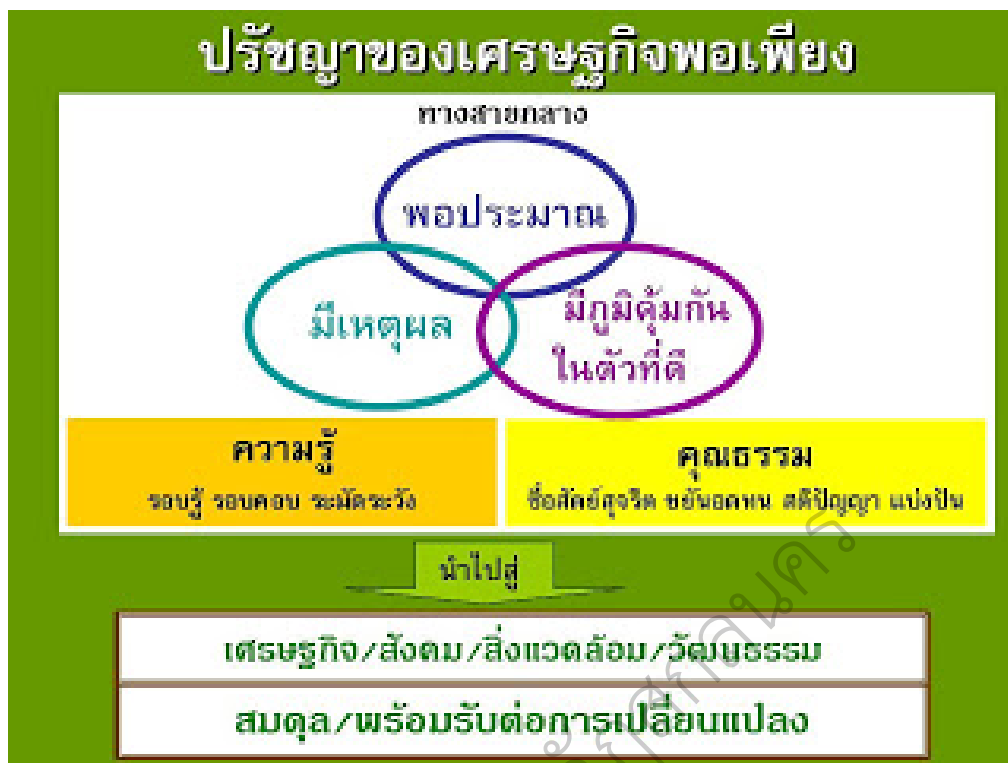 ปรัชญาของเศรษฐกิจพอเพียง
ทางสายกลาง
พอประมาณ
มีเหตุผล
มีภูมิคุ้มกัน
ในตัวที่ดี
ความรู้
รอบรู้ รอบคอบ ระมัดระวัง
คุณธรรม
ซื่อสัตย์สุจริต ขยันอดทน สติปัญญา แบ่งปัน
นำไปสู่
เศรษฐกิจ/สังคม/สิ่งแวดล้อม/วัฒนธรรม
สมดุล/พร้อมรับต่อการเปลี่ยนแปลง